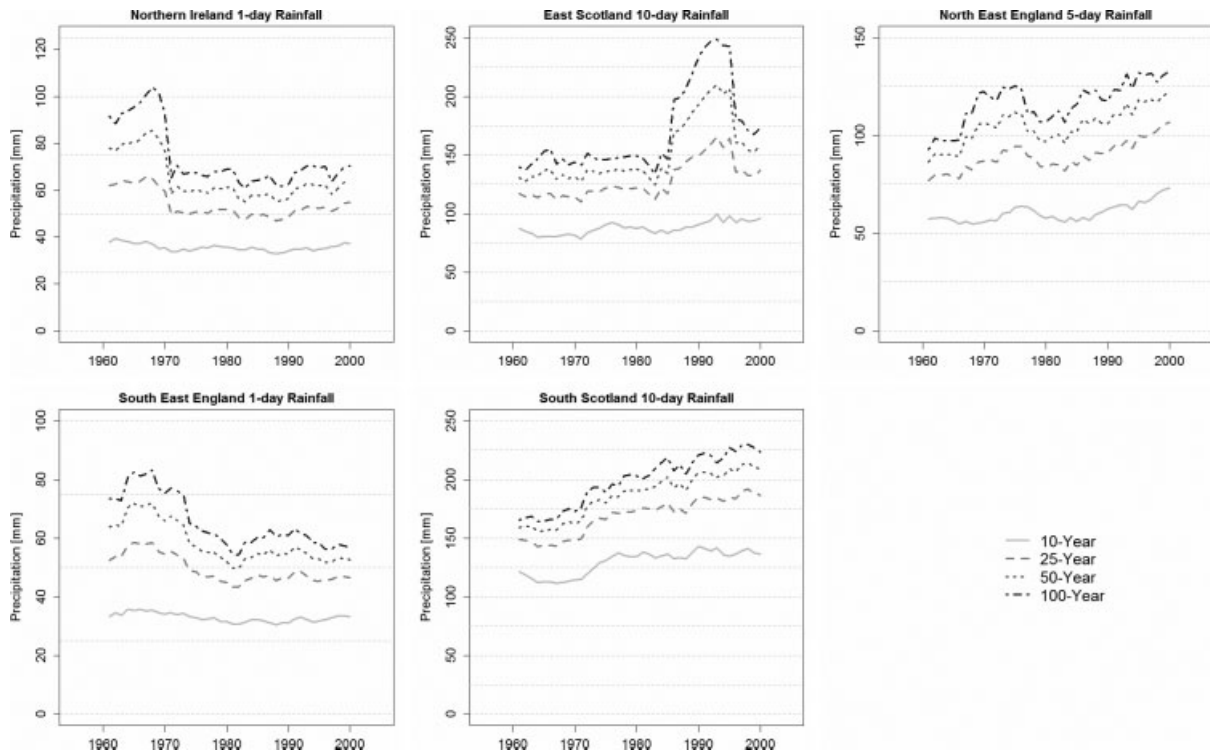 Northern Ireland 1-day Rainfall
Precipitation [mm]
0 20 40 60 80 100 120
1960 1970 1980 1990 2000
East Scotland 10-day Rainfall
Precipitation [mm]
0 50 100 150 200 250
1960 1970 1980 1990 2000
North East England 5-day Rainfall
Precipitation [mm]
0 50 100 150
1960 1970 1980 1990 2000
South East England 1-day Rainfall
Precipitation [mm]
0 20 40 60 80 100
1960 1970 1980 1990 2000
South Scotland 10-day Rainfall
Precipitation [mm]
0 50 100 150 200 250
1960 1970 1980 1990 2000
10-Year
25-Year
50-Year
100-Year